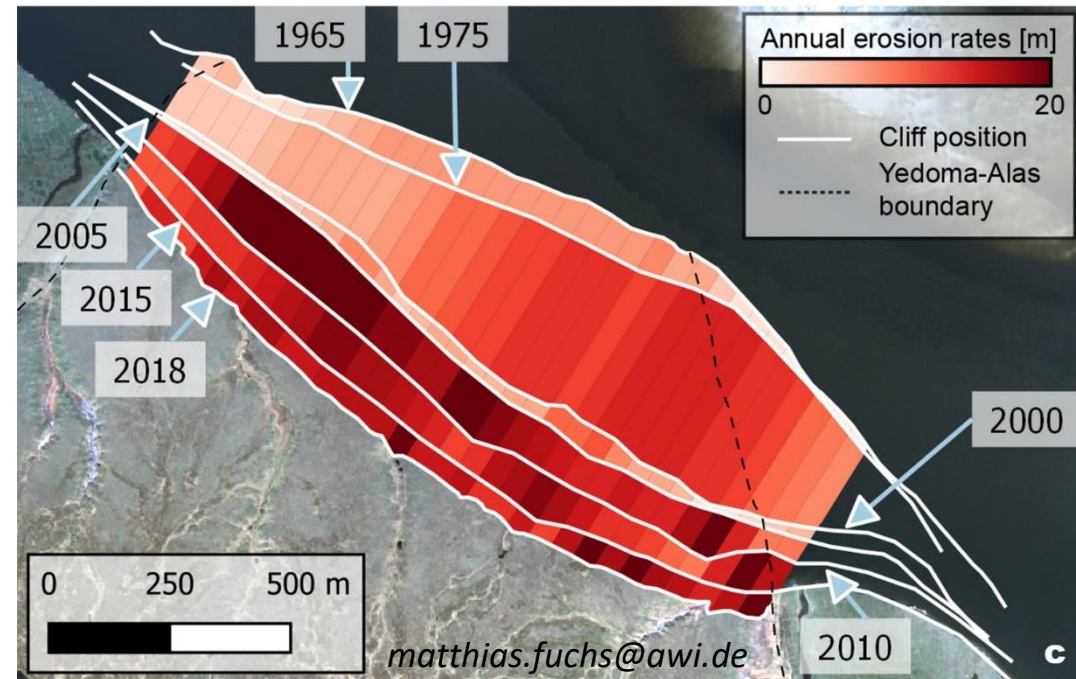 1965
1975
Annual erosion rates [m]
0 20
Cliff position
Yedoma-Alas
boundary
2005
2015
2018
2000
2010
0 250 500 m
matthias.fuchs@awi.de
c